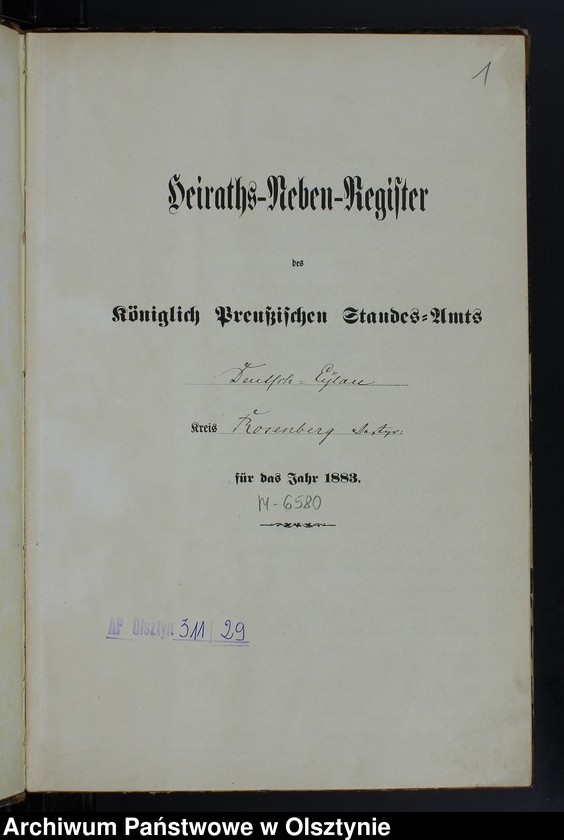 1
Heiraths-Neben-Register
des
Königlich Preußischen Standes-Amts
Deutsch-Eylau
Kreis Rosenberg Westpr:
für das Jahr 1883.
M-6580
AP Olsztyn 311 | 29
Archiwum Państwowe w Olsztynie